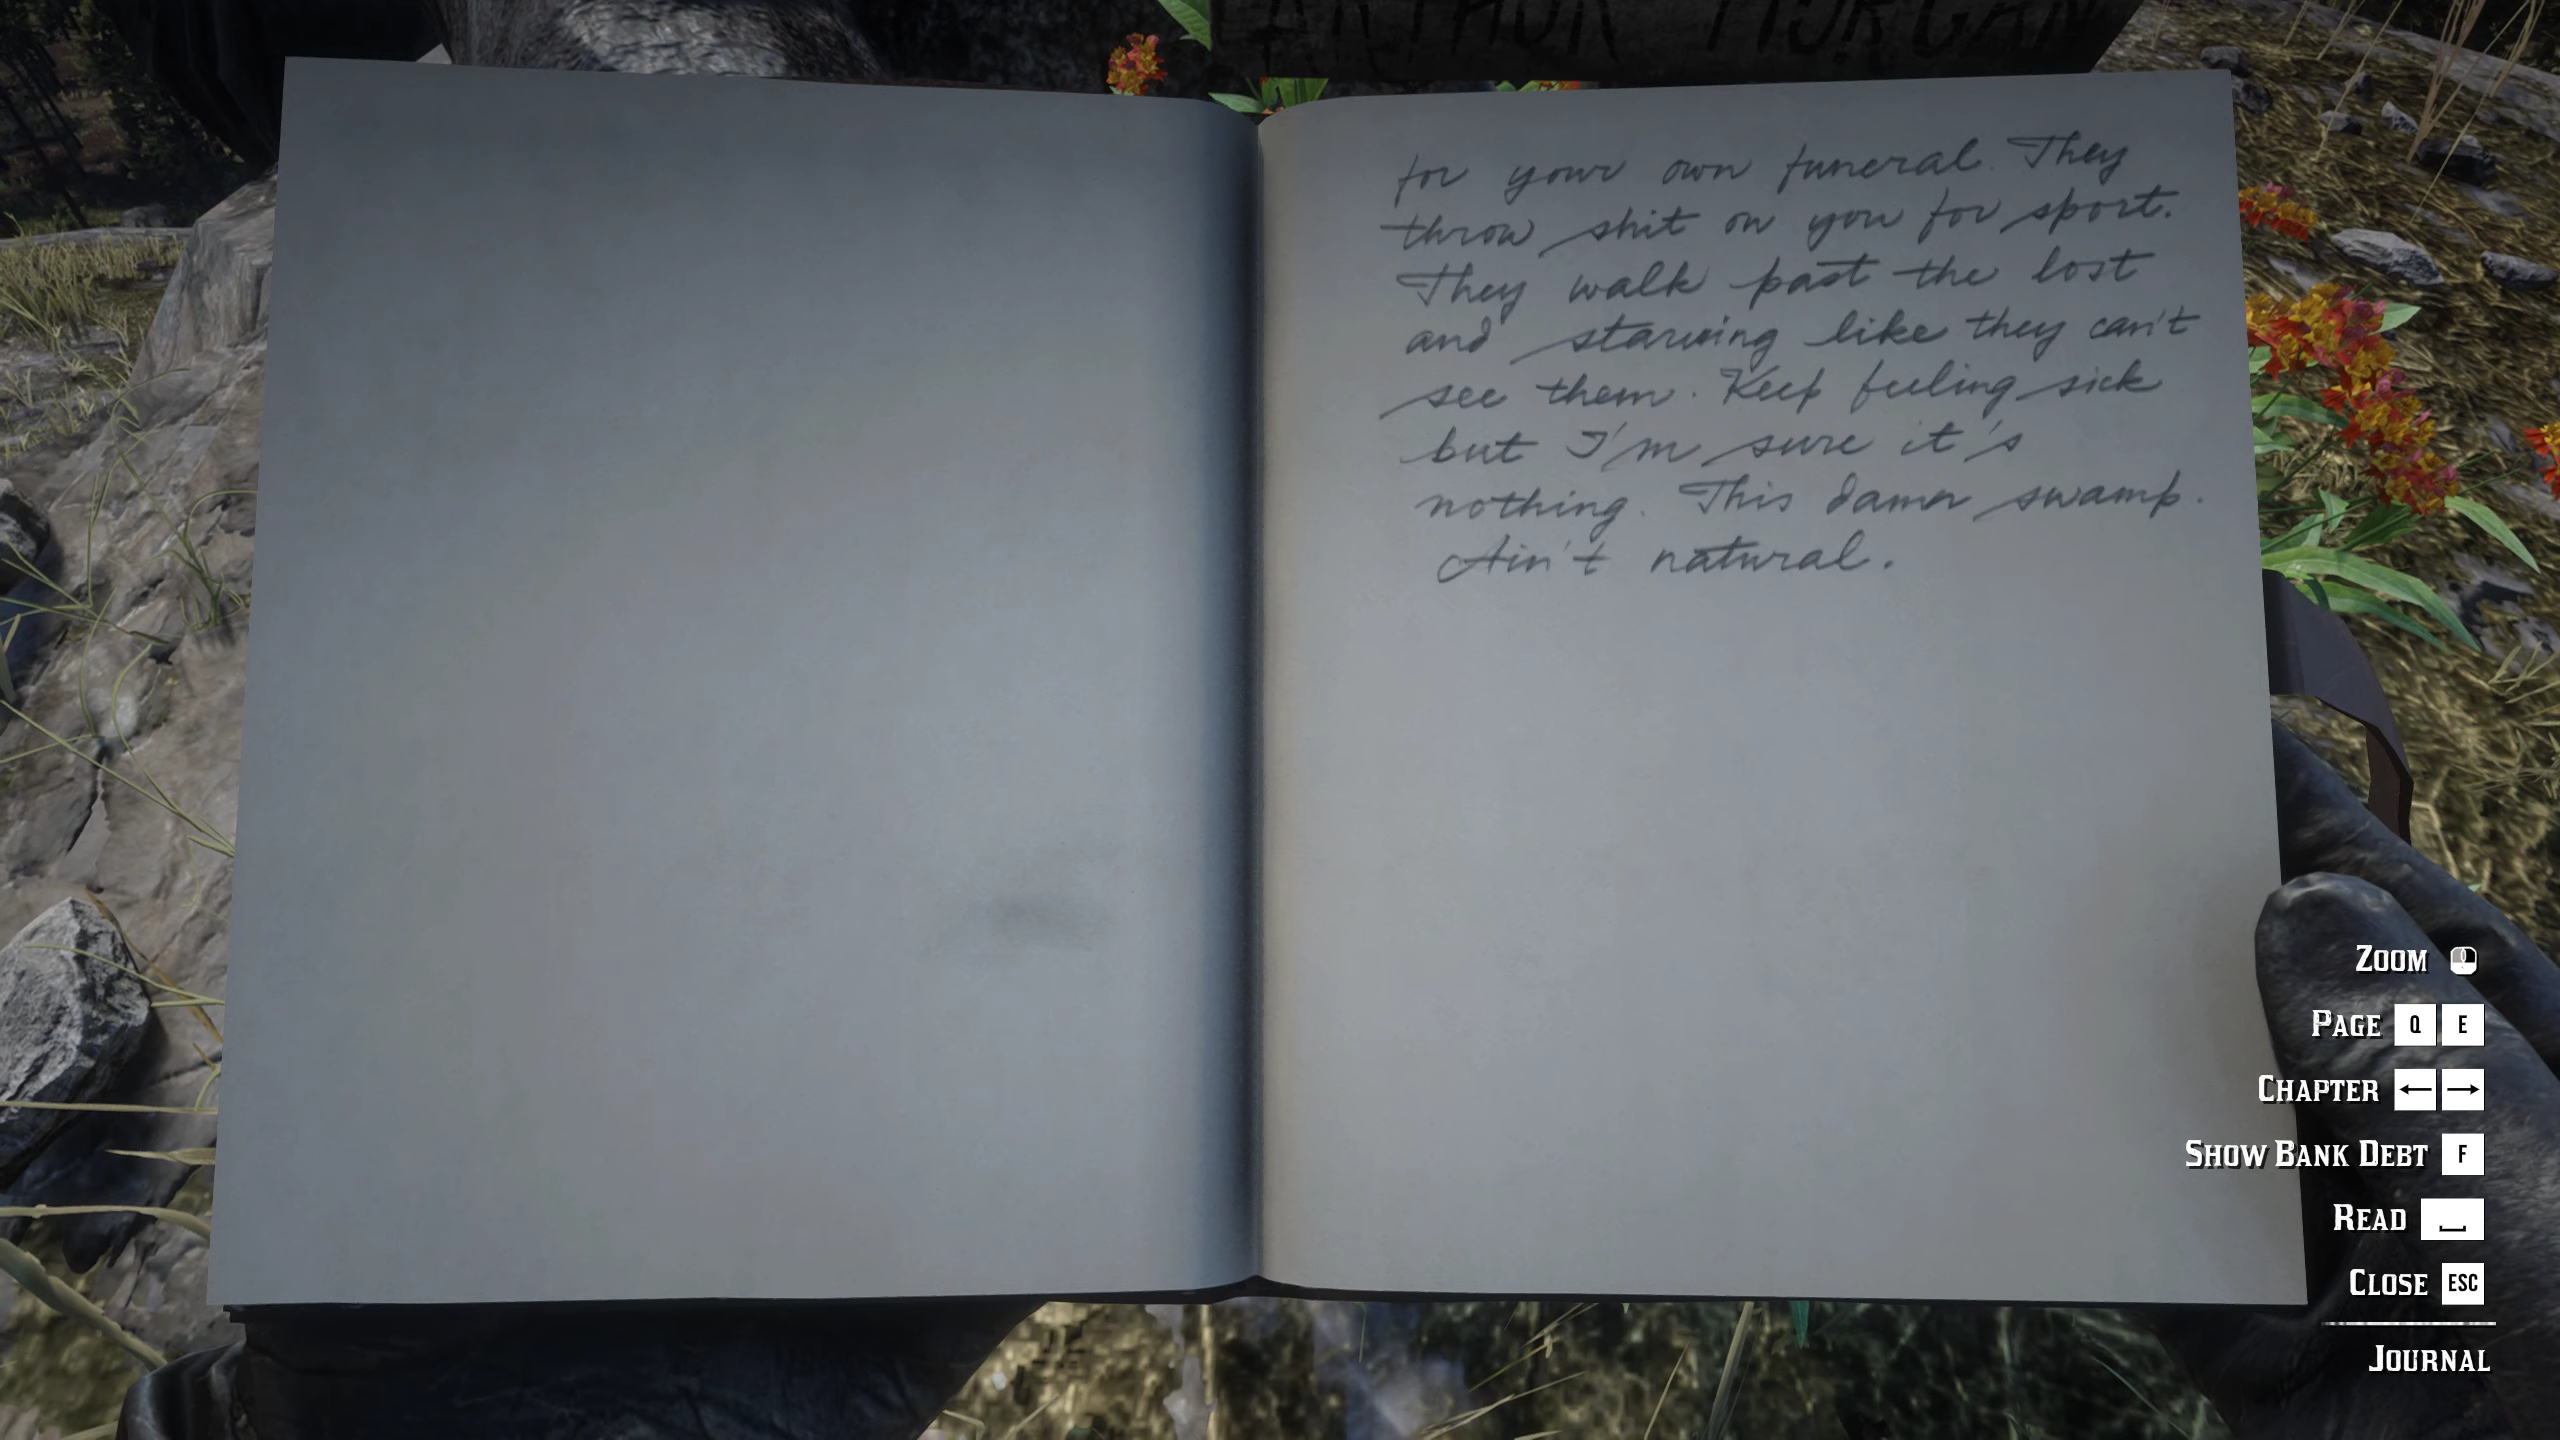 ARTHUR MORGAN
for your own funeral. They
throw shit on you for sport.
They walk past the lost
and starving like they can't
see them. Keep feeling sick
but I'm sure it's
nothing. This damn swamp.
Ain't natural.
ZOOM
PAGE Q E
CHAPTER ← →
SHOW BANK DEBT F
READ
CLOSE ESC
JOURNAL